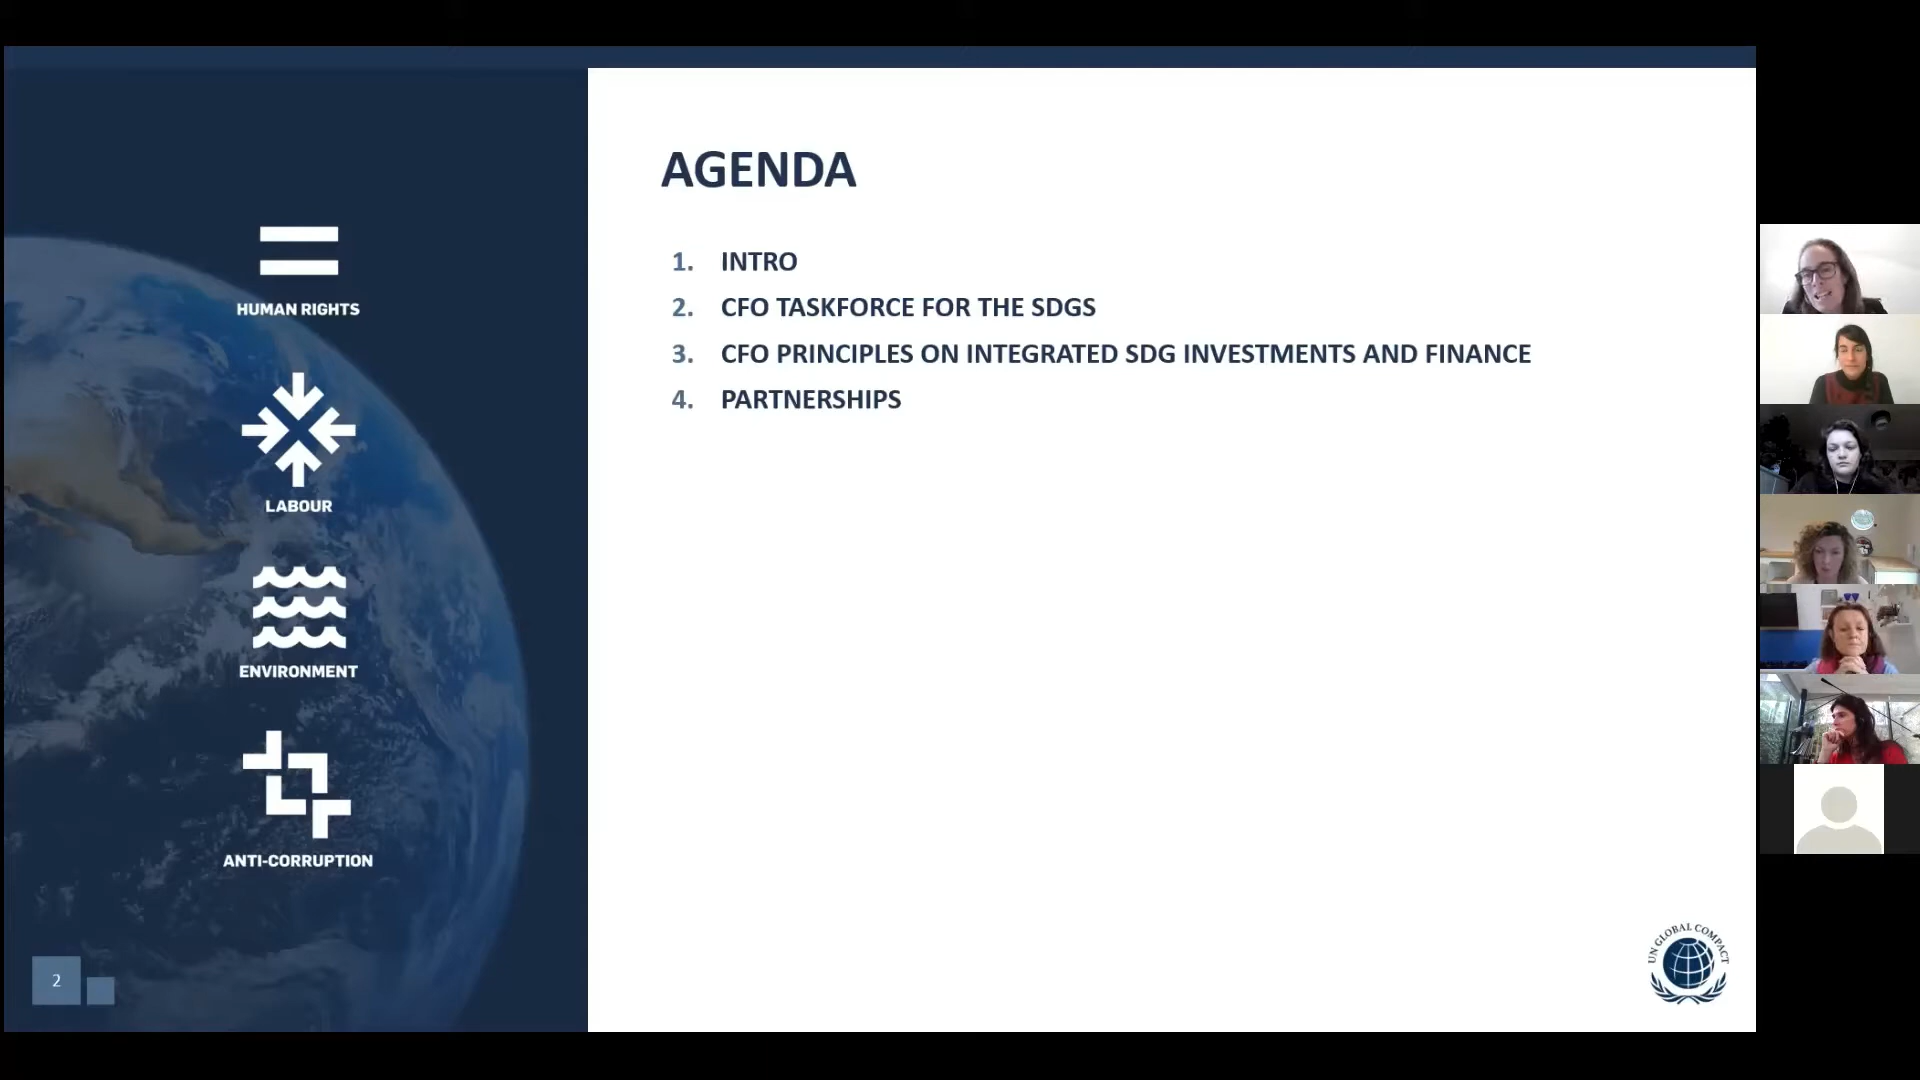 HUMAN RIGHTS
LABOUR
ENVIRONMENT
ANTI-CORRUPTION
2
AGENDA
1. INTRO
2. CFO TASKFORCE FOR THE SDGS
3. CFO PRINCIPLES ON INTEGRATED SDG INVESTMENTS AND FINANCE
4. PARTNERSHIPS
UN GLOBAL COMPACT